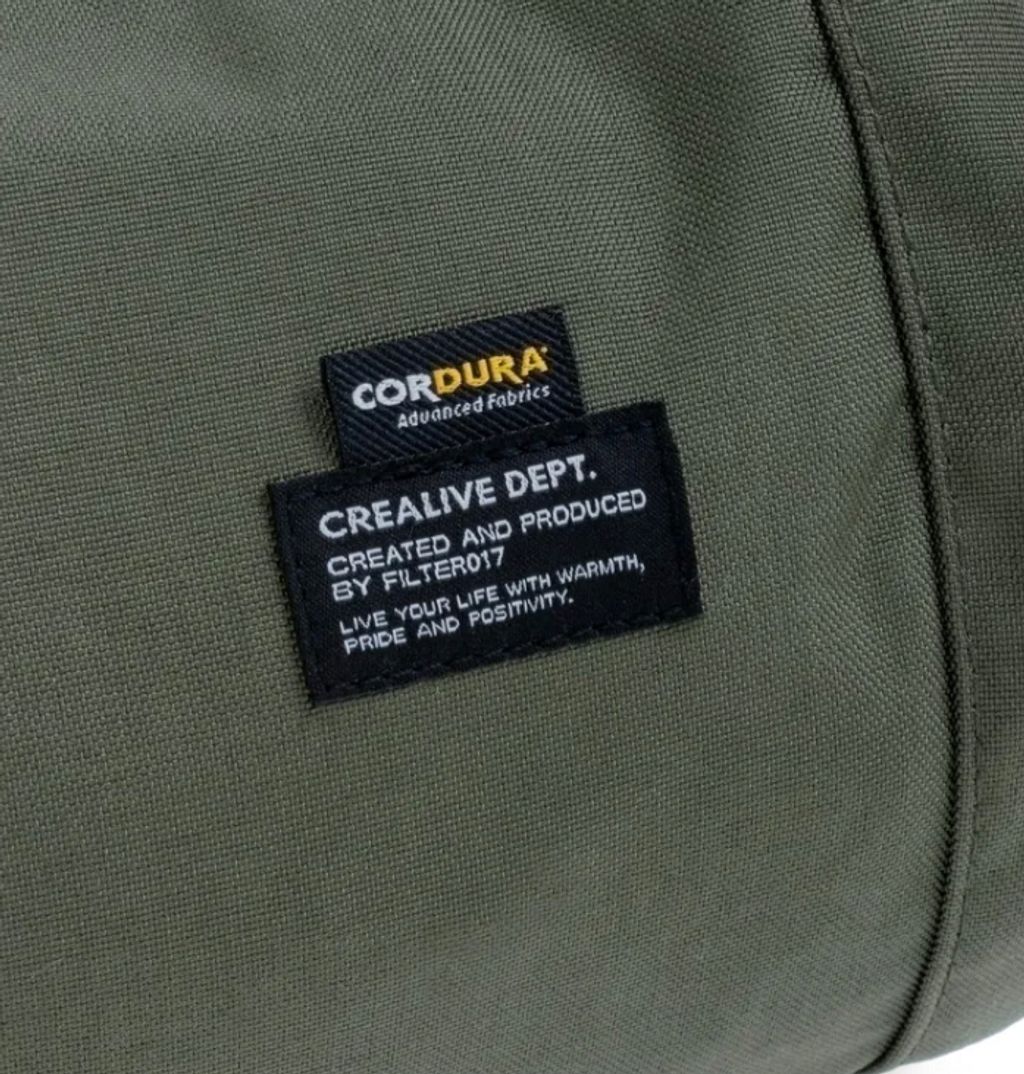 CORDURA
Advanced Fabrics
CREALIVE DEPT.
CREATED AND PRODUCED
BY FILTER017
LIVE YOUR LIFE WITH WARMTH,
PRIDE AND POSITIVITY.